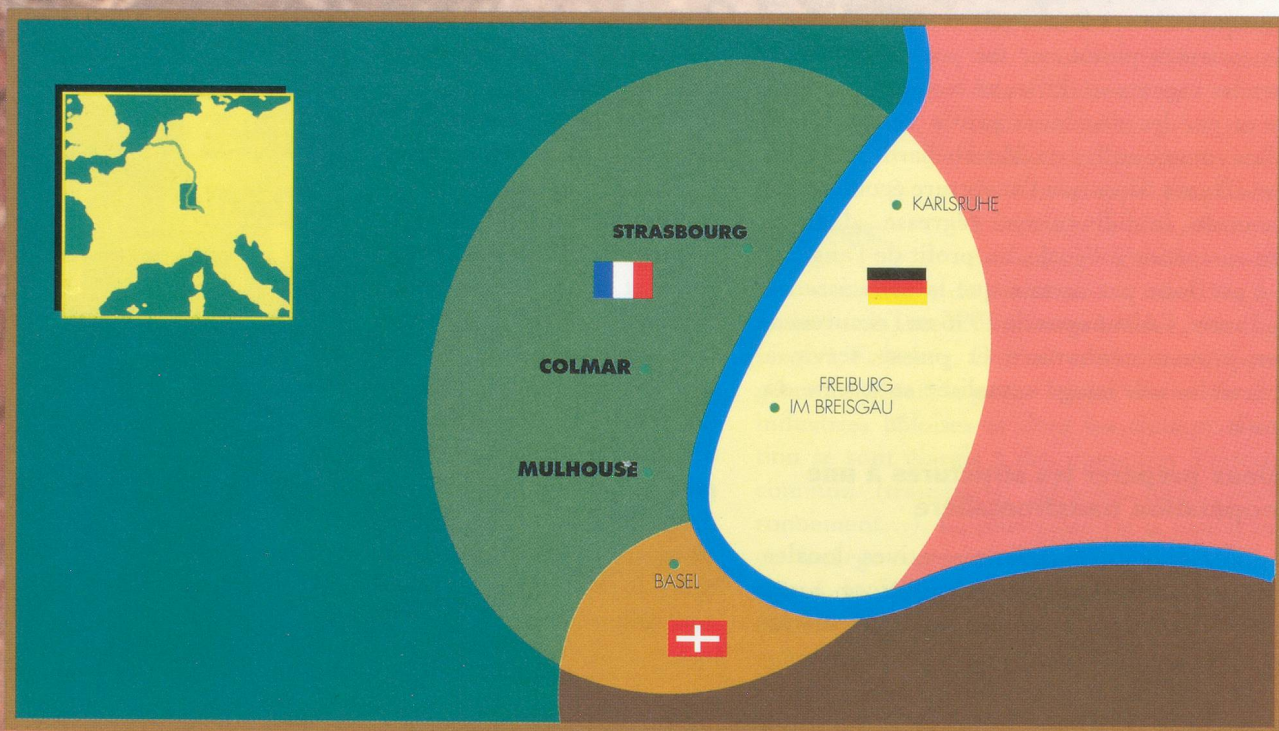 KARLSRUHE
STRASBOURG
COLMAR
FREIBURG
IM BREISGAU
MULHOUSE
BASEL